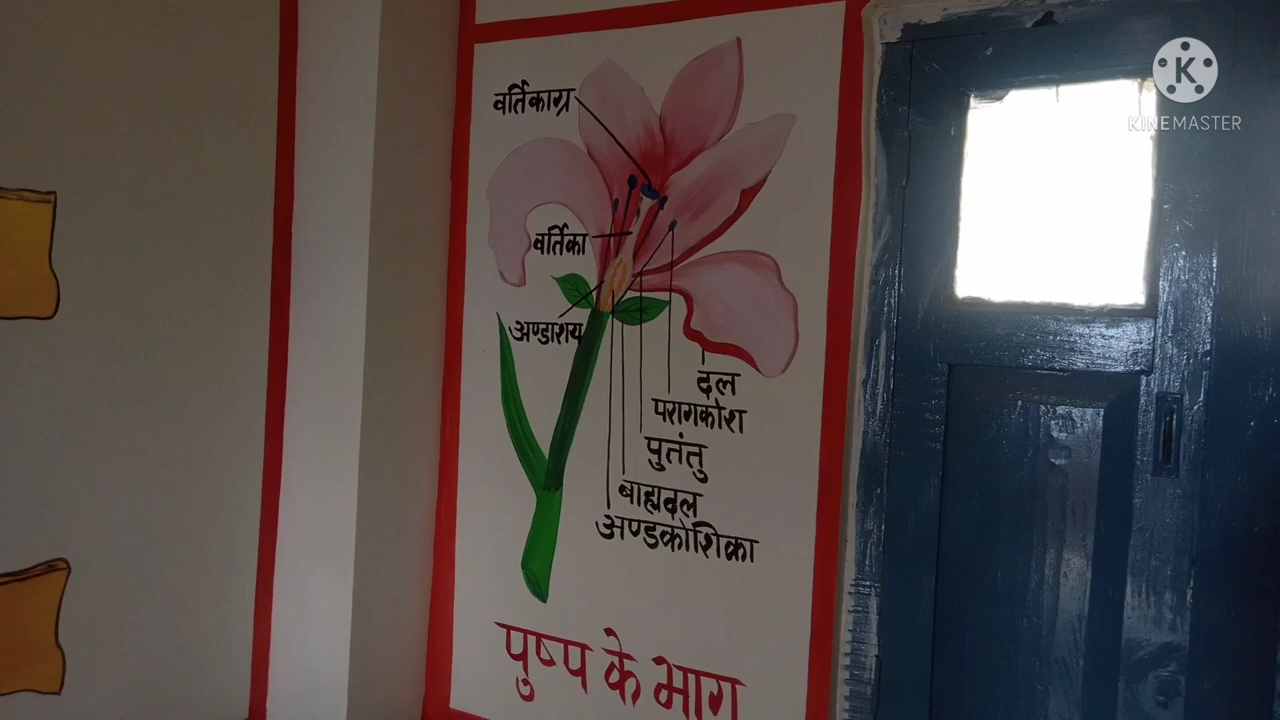 वर्तिकाग्र
वर्तिका
अण्डाशय
दल
परागकोश
पुतंतु
बाह्यदल
अण्डकोशिका
पुष्प के भाग
KINEMASTER